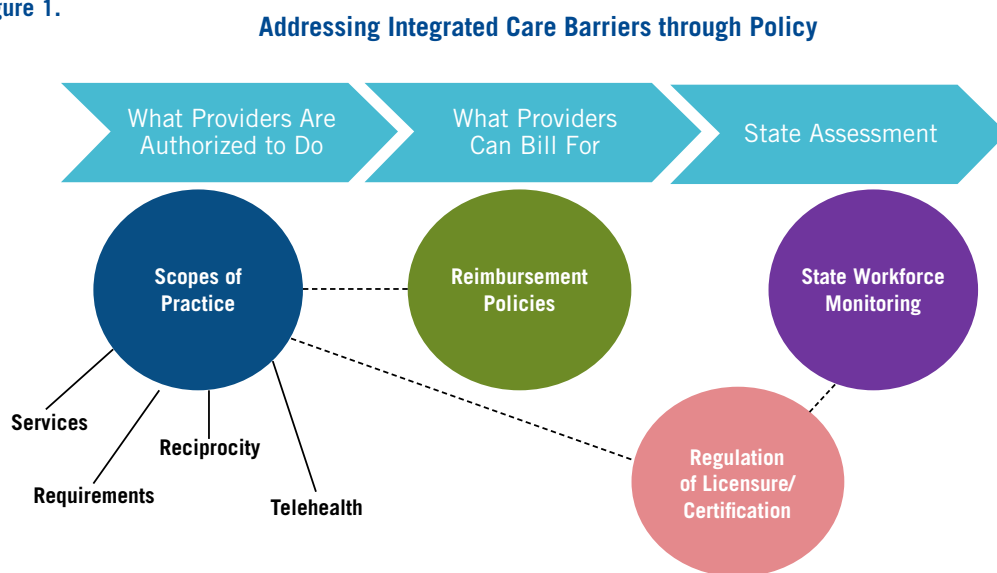 gure 1.
Addressing Integrated Care Barriers through Policy
What Providers Are
Authorized to Do
What Providers
Can Bill For
State Assessment
Scopes of
Practice
Reimbursement
Policies
State Workforce
Monitoring
Services
Reciprocity
Requirements
Telehealth
Regulation
of Licensure/
Certification